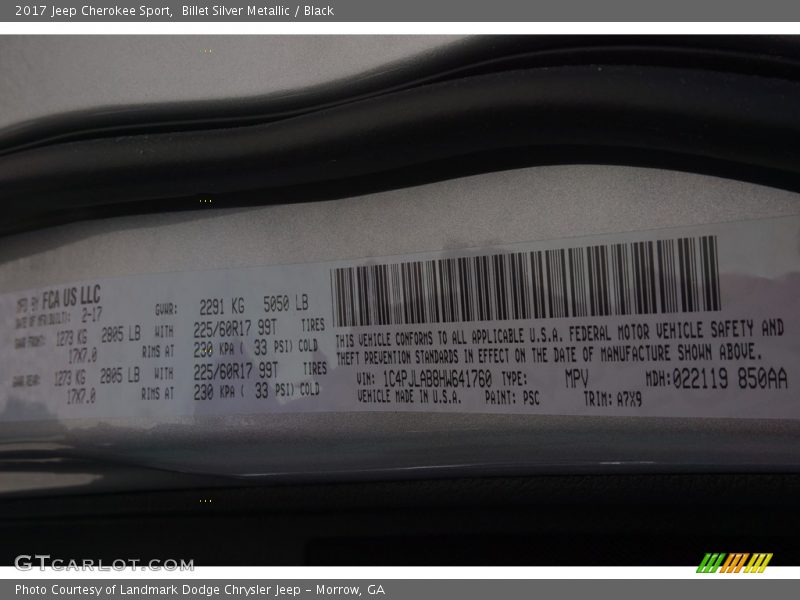 2017 Jeep Cherokee Sport,  Billet Silver Metallic / Black
MFD BY FCA US LLC
DATE OF MFR(BUILT): 2-17
GVWR: 2291 KG 5050 LB
GAWR FRONT: 1273 KG 2805 LB WITH 225/60R17 99T TIRES
17X7.0 RIMS AT 230 KPA ( 33 PSI) COLD
GAWR REAR: 1273 KG 2805 LB WITH 225/60R17 99T TIRES
17X7.0 RIMS AT 230 KPA ( 33 PSI) COLD
THIS VEHICLE CONFORMS TO ALL APPLICABLE U.S.A. FEDERAL MOTOR VEHICLE SAFETY AND
THEFT PREVENTION STANDARDS IN EFFECT ON THE DATE OF MANUFACTURE SHOWN ABOVE.
VIN: 1C4PJLAB8HW641760 TYPE: MPV MDH:022119 850AA
VEHICLE MADE IN U.S.A. PAINT: PSC TRIM: A7X9
GTCARLOT.COM
Photo Courtesy of Landmark Dodge Chrysler Jeep – Morrow, GA